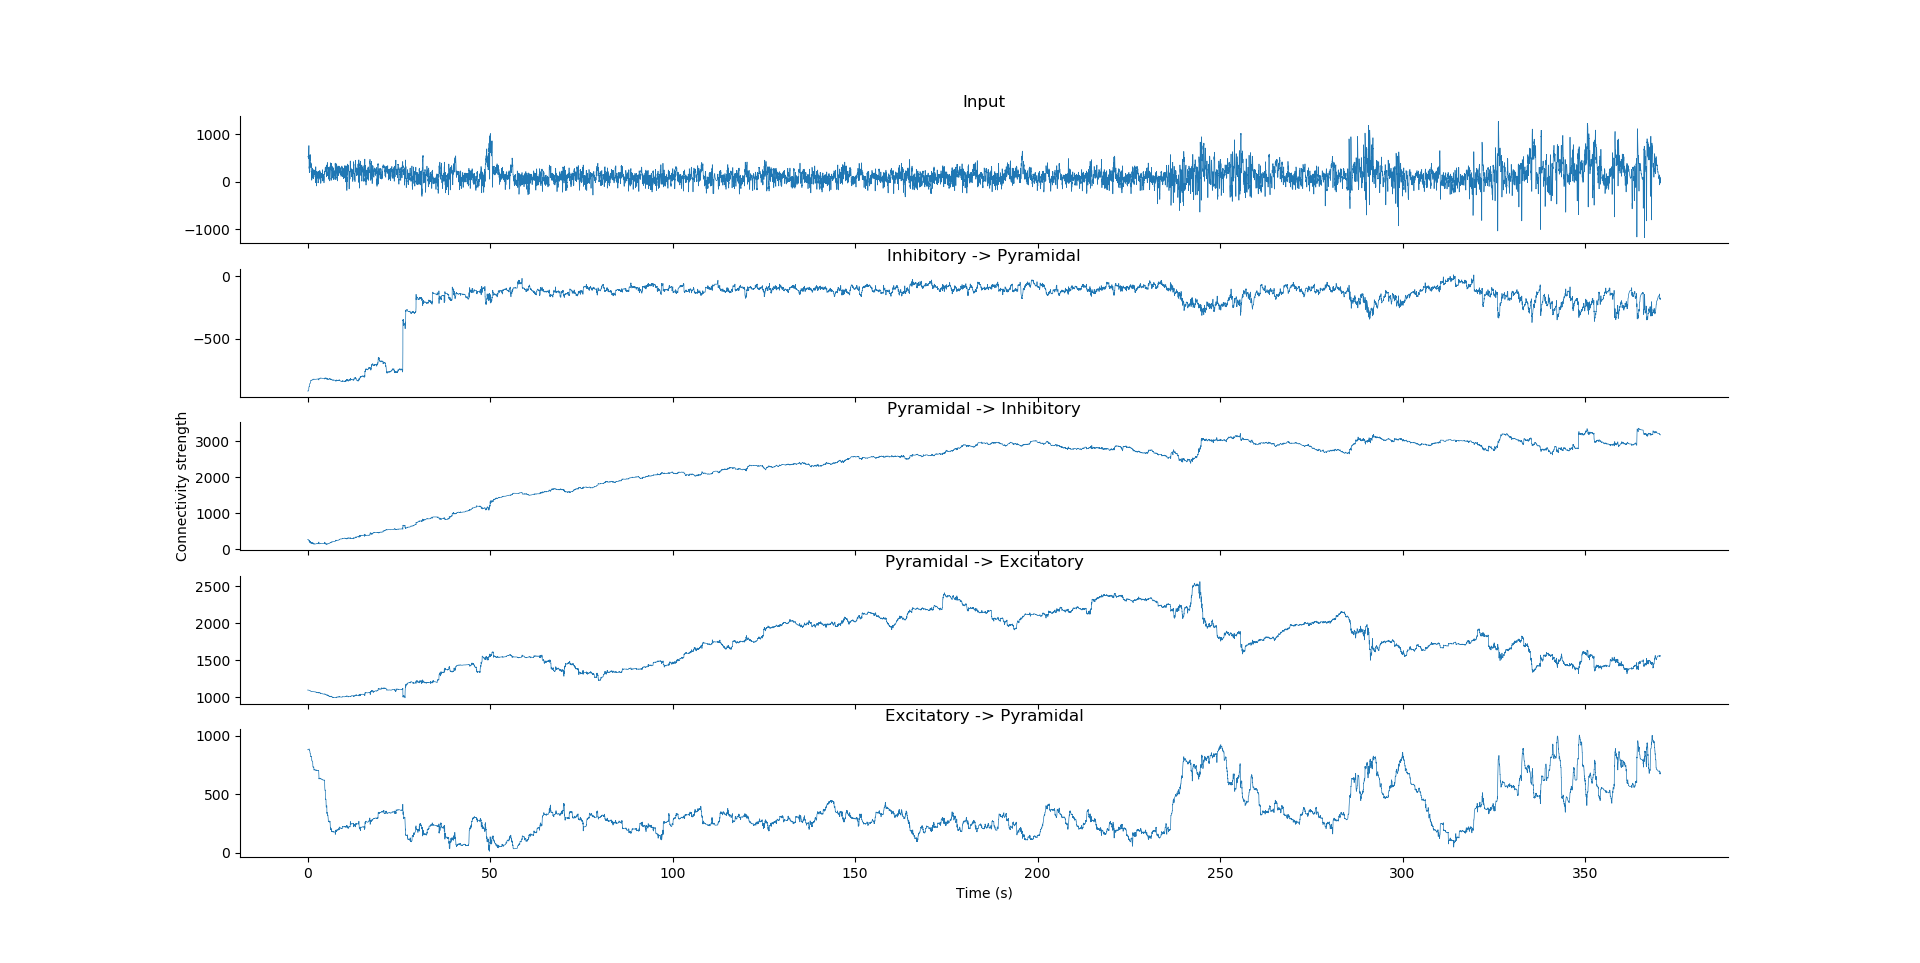 Input
1000
0
−1000
Inhibitory -> Pyramidal
0
−500
Pyramidal -> Inhibitory
3000
2000
1000
0
Connectivity strength
Pyramidal -> Excitatory
2500
2000
1500
1000
Excitatory -> Pyramidal
1000
500
0
0 50 100 150 200 250 300 350
Time (s)